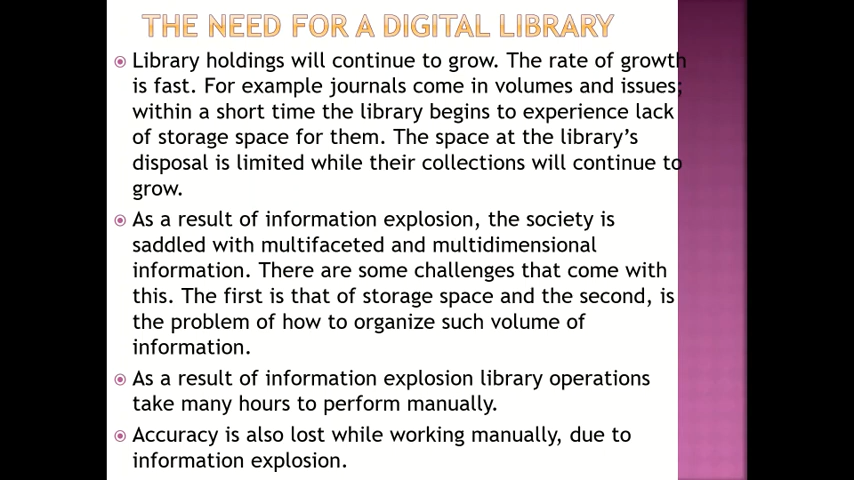 THE NEED FOR A DIGITAL LIBRARY
Library holdings will continue to grow. The rate of growth
is fast. For example journals come in volumes and issues;
within a short time the library begins to experience lack
of storage space for them. The space at the library’s
disposal is limited while their collections will continue to
grow.
As a result of information explosion, the society is
saddled with multifaceted and multidimensional
information. There are some challenges that come with
this. The first is that of storage space and the second, is
the problem of how to organize such volume of
information.
As a result of information explosion library operations
take many hours to perform manually.
Accuracy is also lost while working manually, due to
information explosion.